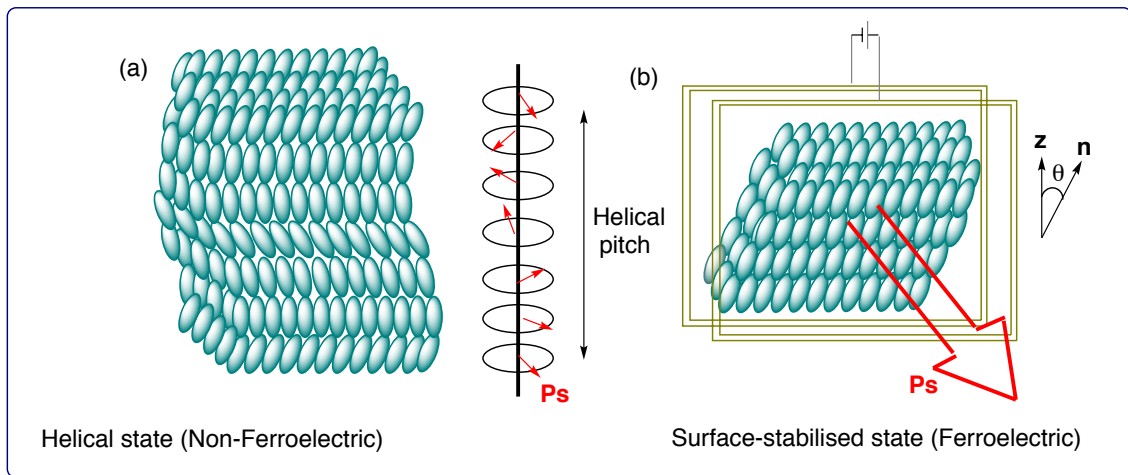 (a)
Helical
pitch
Ps
Helical state (Non-Ferroelectric)
(b)
z
n
θ
Ps
Surface-stabilised state (Ferroelectric)